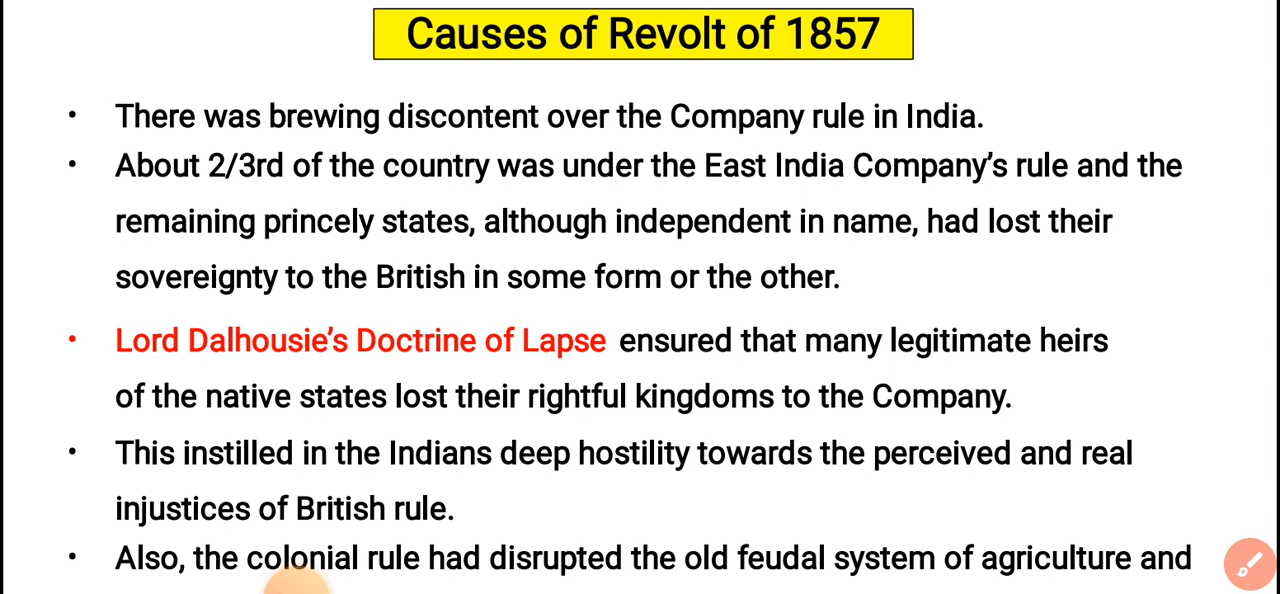 Causes of Revolt of 1857
• There was brewing discontent over the Company rule in India.
• About 2/3rd of the country was under the East India Company’s rule and the
remaining princely states, although independent in name, had lost their
sovereignty to the British in some form or the other.
• Lord Dalhousie’s Doctrine of Lapse ensured that many legitimate heirs
of the native states lost their rightful kingdoms to the Company.
• This instilled in the Indians deep hostility towards the perceived and real
injustices of British rule.
• Also, the colonial rule had disrupted the old feudal system of agriculture and